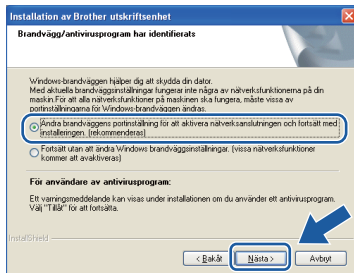 Installation av Brother utskriftsenhet
Brandvägg/antivirusprogram har identifierats
Windows-brandväggen hjälper dig att skydda din dator.
Med aktuella brandväggsinställningar fungerar inte några av nätverksfunktionerna på din
maskin.För att alla nätverksfunktioner på maskinen ska fungera, måste vissa av
portinställningarna för Windows-brandväggen ändras.
Ändra brandväggens portinställning för att aktivera nätverksanslutningen och fortsätt med
installeringen. (rekommenderas)
Fortsätt utan att ändra Windows brandväggsinställningar. (vissa nätverksfunktioner
kommer att avaktiveras)
För användare av antivirusprogram:
Ett varningsmeddelande kan visas under installationen om du använder ett antivirusprogram.
Välj "Tillåt" för att fortsätta.
InstallShield
< Bakåt
Nästa >
Avbryt